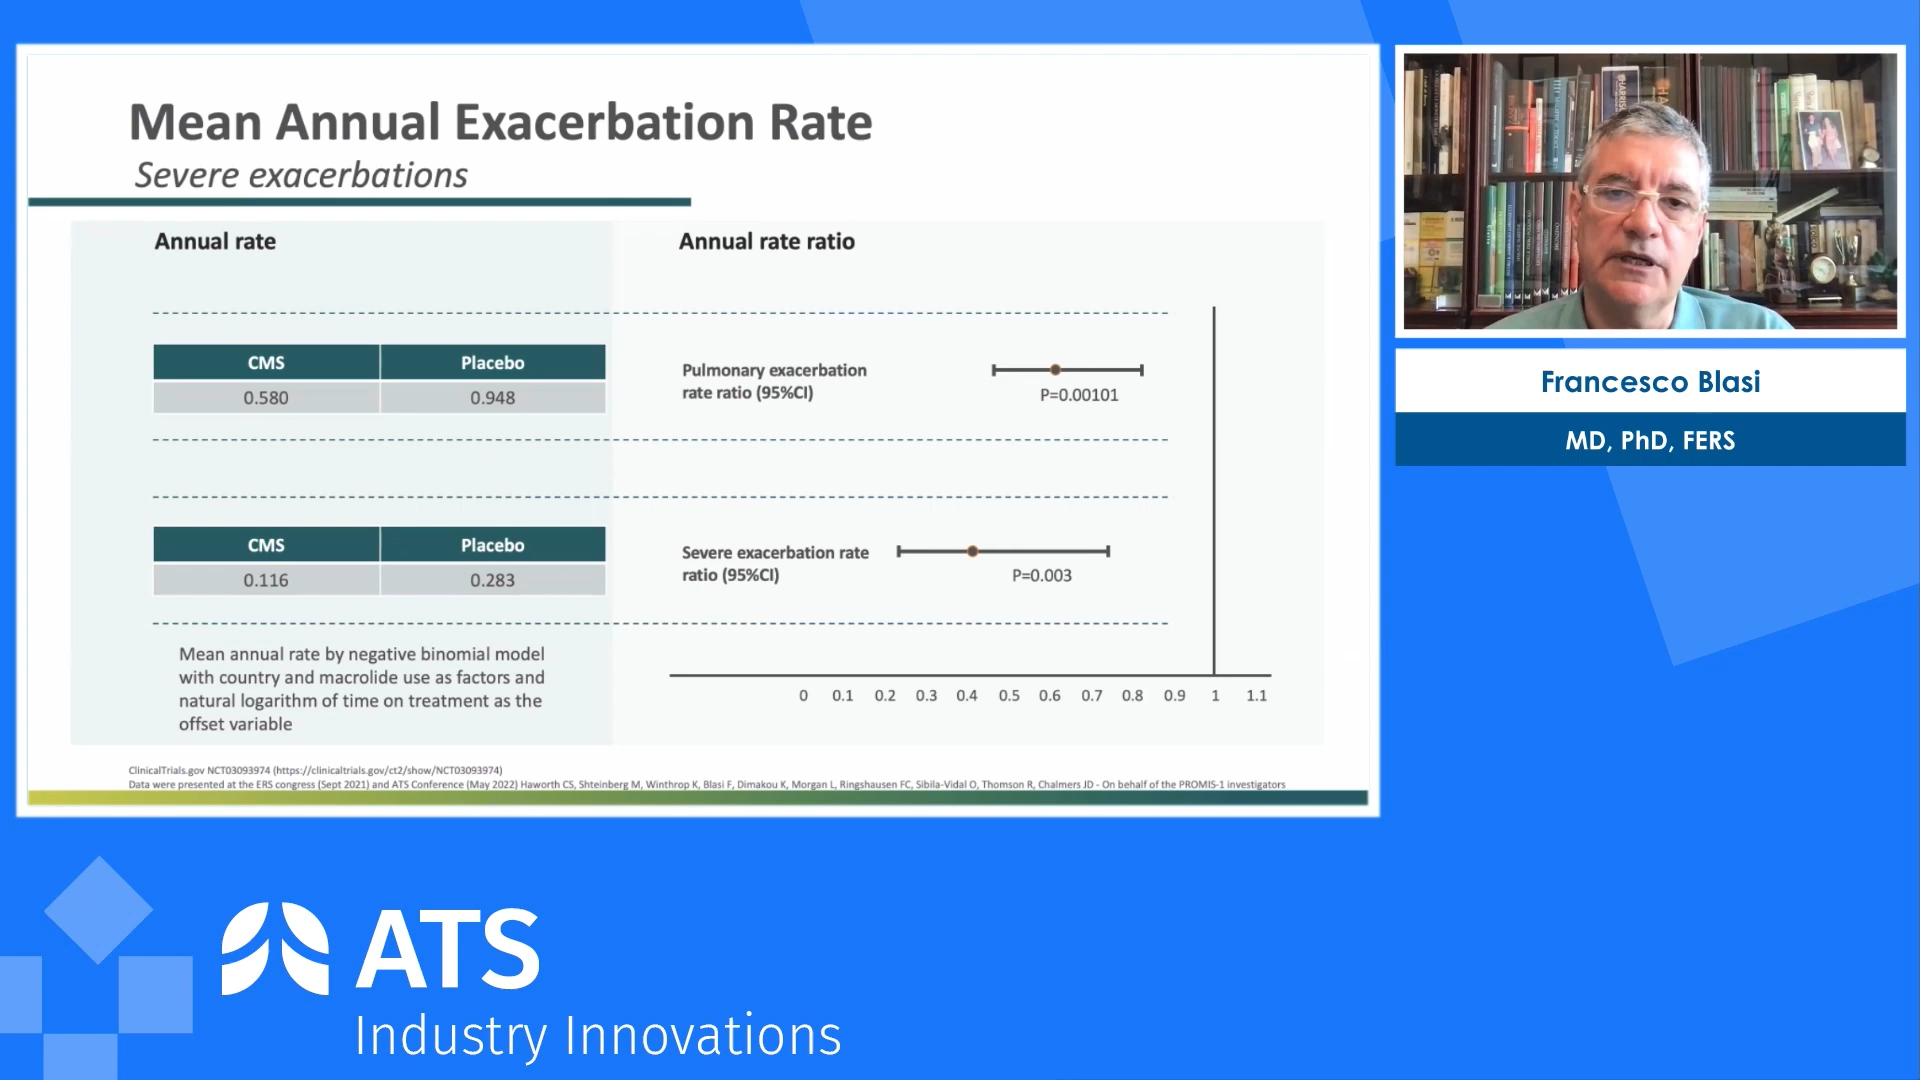 Mean Annual Exacerbation Rate
Severe exacerbations
Annual rate
Annual rate ratio
CMS Placebo
0.580 0.948
Pulmonary exacerbation
rate ratio (95%CI)
P=0.00101
CMS Placebo
0.116 0.283
Severe exacerbation rate
ratio (95%CI)
P=0.003
Mean annual rate by negative binomial model
with country and macrolide use as factors and
natural logarithm of time on treatment as the
offset variable
0 0.1 0.2 0.3 0.4 0.5 0.6 0.7 0.8 0.9 1 1.1
ClinicalTrials.gov NCT03093974 (https://clinicaltrials.gov/ct2/show/NCT03093974)
Data were presented at the ERS congress (Sept 2021) and ATS Conference (May 2022) Haworth CS, Shteinberg M, Winthrop K, Blasi F, Dimakou K, Morgan L, Ringshausen FC, Sibila-Vidal O, Thomson R, Chalmers JD - On behalf of the PROMIS-1 investigators
Francesco Blasi
MD, PhD, FERS
ATS
Industry Innovations